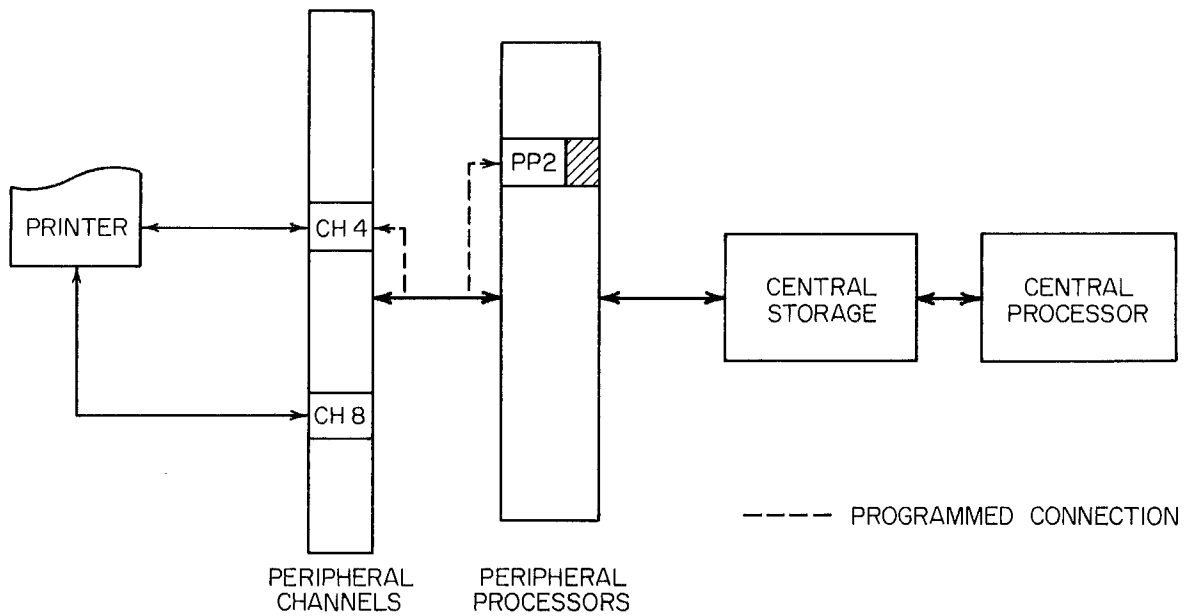 PRINTER
CH 4
CH 8
PP2
CENTRAL
STORAGE
CENTRAL
PROCESSOR
PROGRAMMED CONNECTION
PERIPHERAL
CHANNELS
PERIPHERAL
PROCESSORS